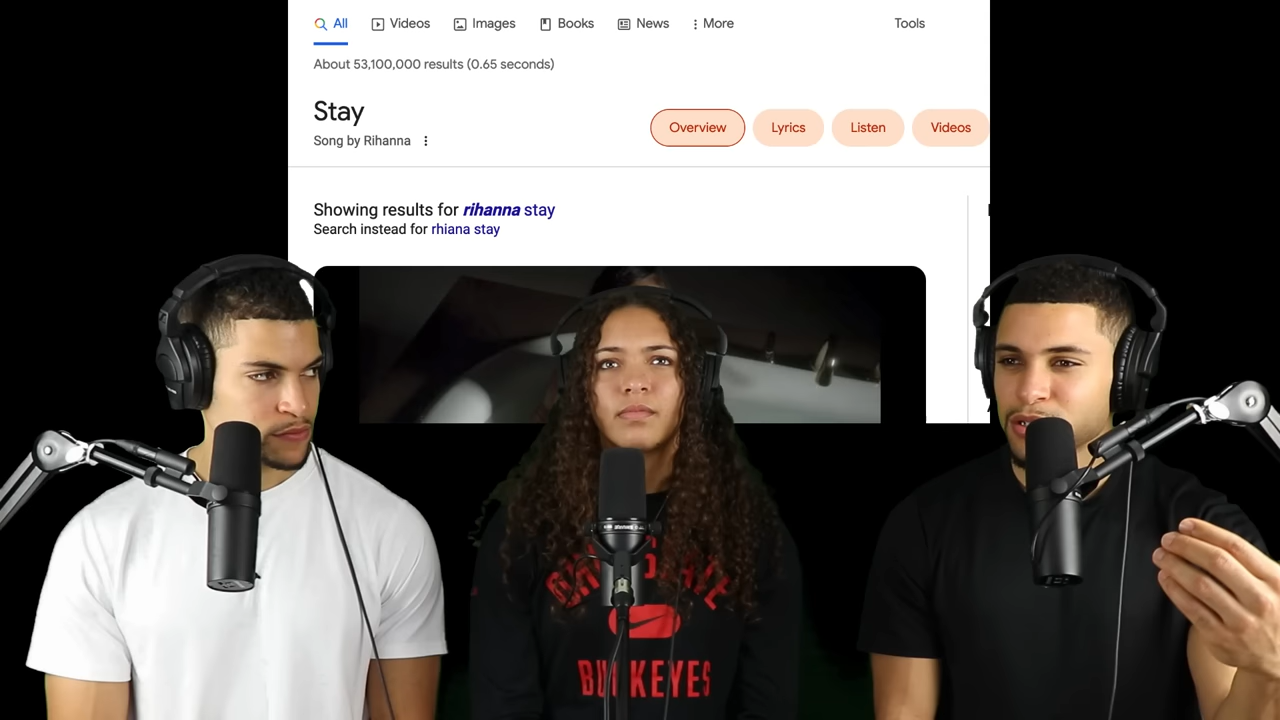 All Videos Images Books News More Tools
About 53,100,000 results (0.65 seconds)
Stay
Song by Rihanna
Overview Lyrics Listen Videos
Showing results for rihanna stay
Search instead for rhiana stay
BUCKEYES